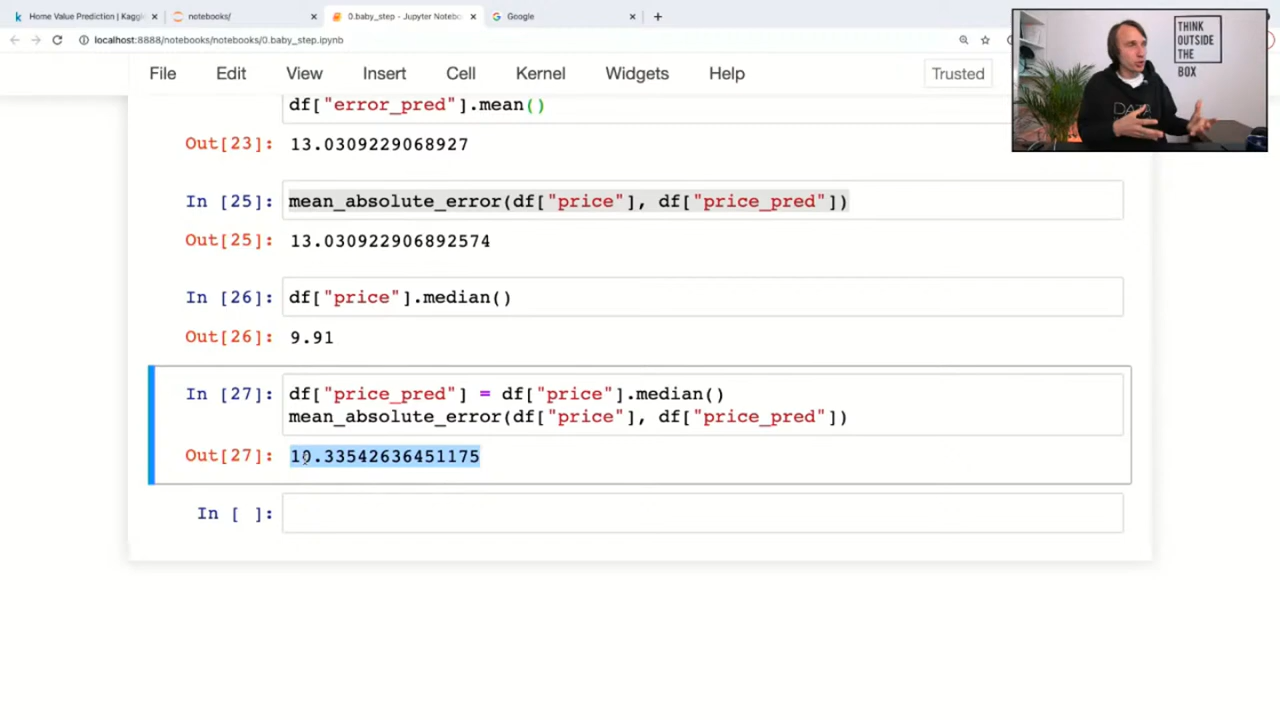 Home Value Prediction | Kaggl
notebooks/
0.baby_step - Jupyter Notebo
Google
localhost:8888/notebooks/notebooks/0.baby_step.ipynb
File Edit View Insert Cell Kernel Widgets Help
Trusted
THINK
OUTSIDE
THE
BOX
DATA
df["error_pred"].mean()
Out[23]: 13.0309229068927
In [25]: mean_absolute_error(df["price"], df["price_pred"])
Out[25]: 13.030922906892574
In [26]: df["price"].median()
Out[26]: 9.91
In [27]: df["price_pred"] = df["price"].median()
mean_absolute_error(df["price"], df["price_pred"])
Out[27]: 10.33542636451175
In [ ]: